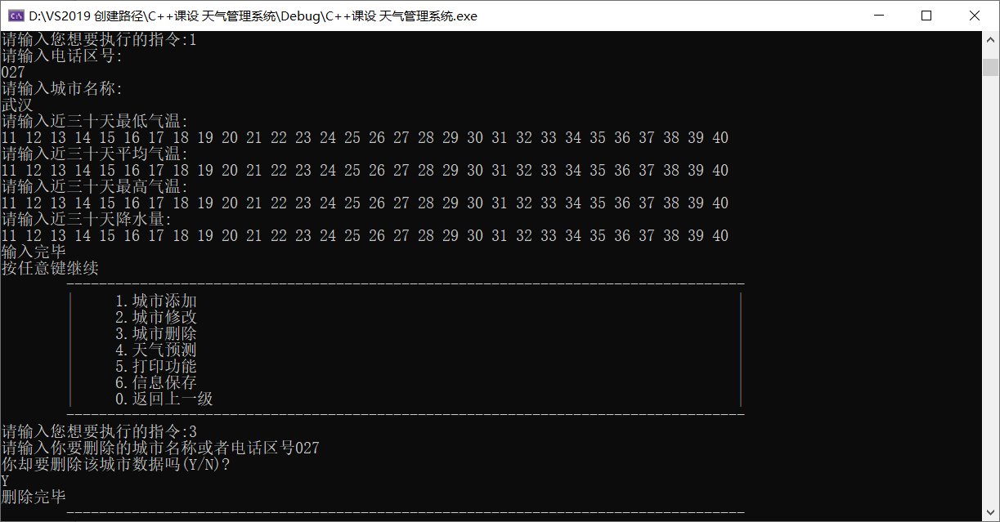 D:\VS2019 创建路径\C++课设 天气管理系统\Debug\C++课设 天气管理系统.exe
请输入您想要执行的指令:1
请输入电话区号:
027
请输入城市名称:
武汉
请输入近三十天最低气温:
11 12 13 14 15 16 17 18 19 20 21 22 23 24 25 26 27 28 29 30 31 32 33 34 35 36 37 38 39 40
请输入近三十天平均气温:
11 12 13 14 15 16 17 18 19 20 21 22 23 24 25 26 27 28 29 30 31 32 33 34 35 36 37 38 39 40
请输入近三十天最高气温:
11 12 13 14 15 16 17 18 19 20 21 22 23 24 25 26 27 28 29 30 31 32 33 34 35 36 37 38 39 40
请输入近三十天降水量:
11 12 13 14 15 16 17 18 19 20 21 22 23 24 25 26 27 28 29 30 31 32 33 34 35 36 37 38 39 40
输入完毕
按任意键继续
1.城市添加
2.城市修改
3.城市删除
4.天气预测
5.打印功能
6.信息保存
0.返回上一级
请输入您想要执行的指令:3
请输入你要删除的城市名称或者电话区号027
你却要删除该城市数据吗(Y/N)?
Y
删除完毕